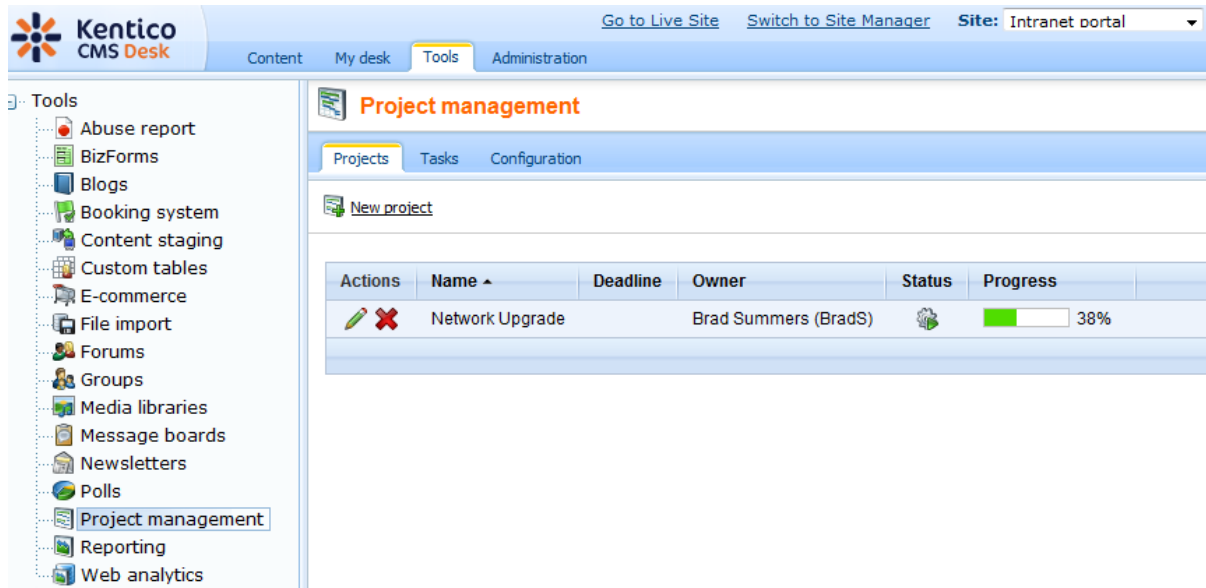 Kentico
CMS Desk
Go to Live Site Switch to Site Manager Site: Intranet portal
Content My desk Tools Administration
Tools
Abuse report
BizForms
Blogs
Booking system
Content staging
Custom tables
E-commerce
File import
Forums
Groups
Media libraries
Message boards
Newsletters
Polls
Project management
Reporting
Web analytics
Project management
Projects Tasks Configuration
New project
Actions Name Deadline Owner Status Progress
Network Upgrade Brad Summers (BradS) 38%